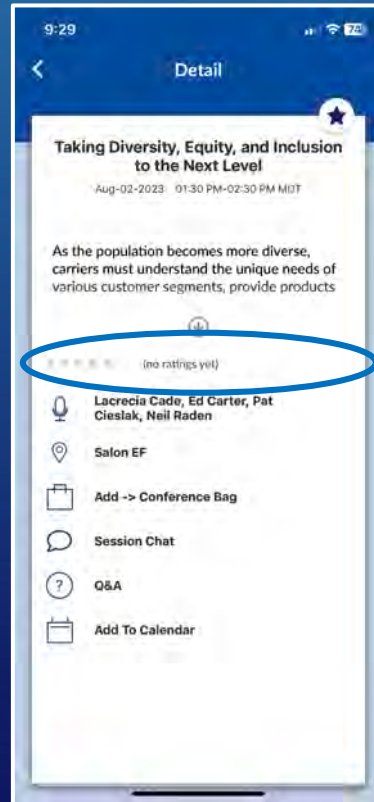 9:29
74
Detail
Taking Diversity, Equity, and Inclusion
to the Next Level
Aug-02-2023 01:30 PM-02:30 PM MDT
As the population becomes more diverse,
carriers must understand the unique needs of
various customer segments, provide products
(no ratings yet)
Lacrecia Cade, Ed Carter, Pat
Cieslak, Neil Raden
Salon EF
Add -> Conference Bag
Session Chat
?
Q&A
Add To Calendar